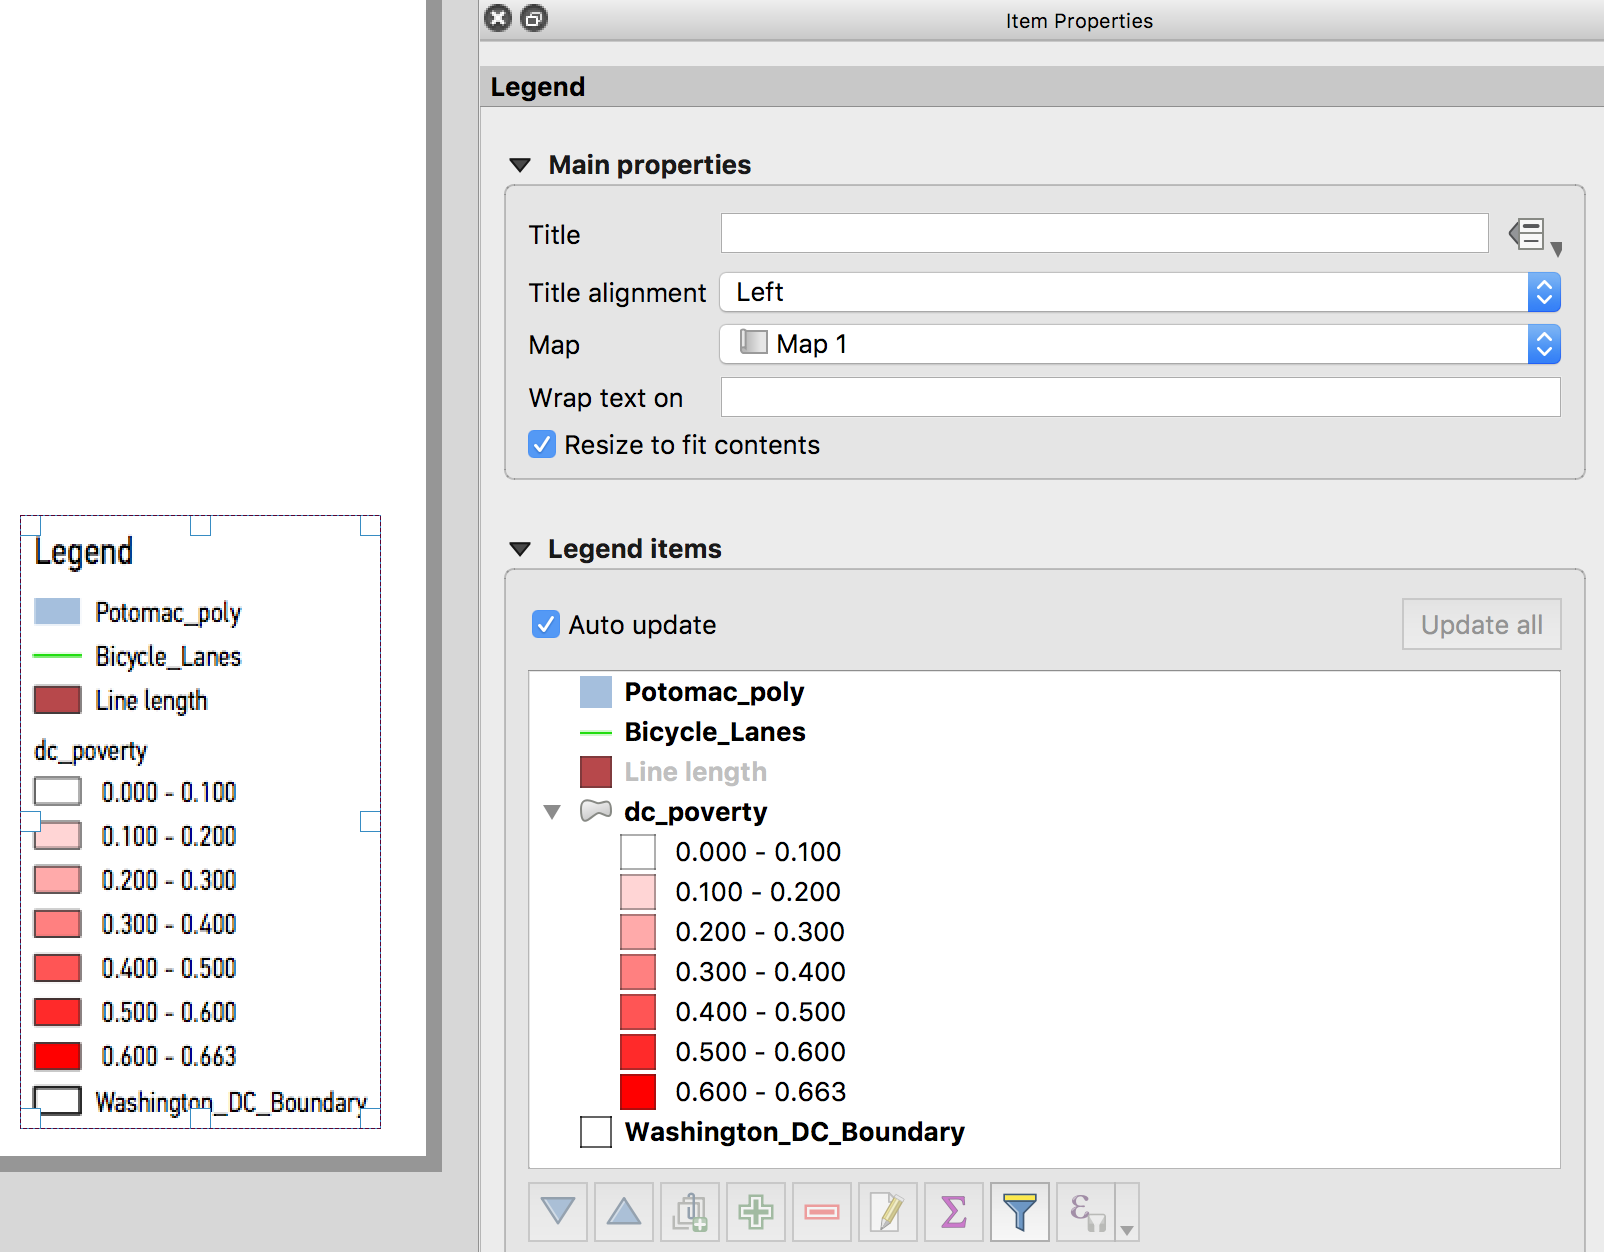 Item Properties
Legend
Main properties
Title
Title alignment Left
Map Map 1
Wrap text on
Resize to fit contents
Legend items
Auto update Update all
Potomac_poly
Bicycle_Lanes
Line length
dc_poverty
0.000 - 0.100
0.100 - 0.200
0.200 - 0.300
0.300 - 0.400
0.400 - 0.500
0.500 - 0.600
0.600 - 0.663
Washington_DC_Boundary
Legend
Potomac_poly
Bicycle_Lanes
Line length
dc_poverty
0.000 - 0.100
0.100 - 0.200
0.200 - 0.300
0.300 - 0.400
0.400 - 0.500
0.500 - 0.600
0.600 - 0.663
Washington_DC_Boundary